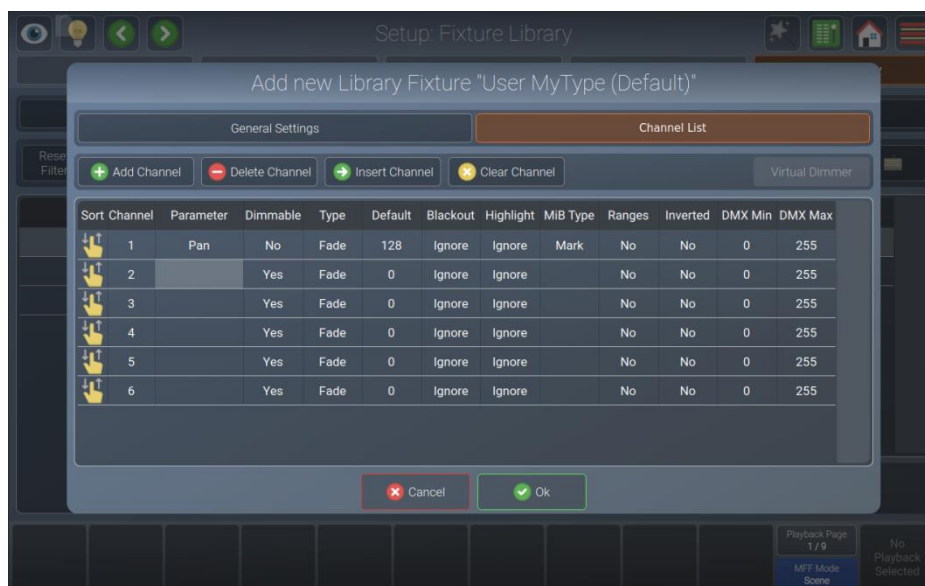 Setup: Fixture Library
Add new Library Fixture "User MyType (Default)"
General Settings Channel List
Rese
Filter
Add Channel Delete Channel Insert Channel Clear Channel Virtual Dimmer
Sort Channel Parameter Dimmable Type Default Blackout Highlight MiB Type Ranges Inverted DMX Min DMX Max
1 Pan No Fade 128 Ignore Ignore Mark No No 0 255
2 Yes Fade 0 Ignore Ignore No No 0 255
3 Yes Fade 0 Ignore Ignore No No 0 255
4 Yes Fade 0 Ignore Ignore No No 0 255
5 Yes Fade 0 Ignore Ignore No No 0 255
6 Yes Fade 0 Ignore Ignore No No 0 255
Cancel Ok
Playback Page
1 / 9
MFF Mode
Scene
No
Playback
Selected